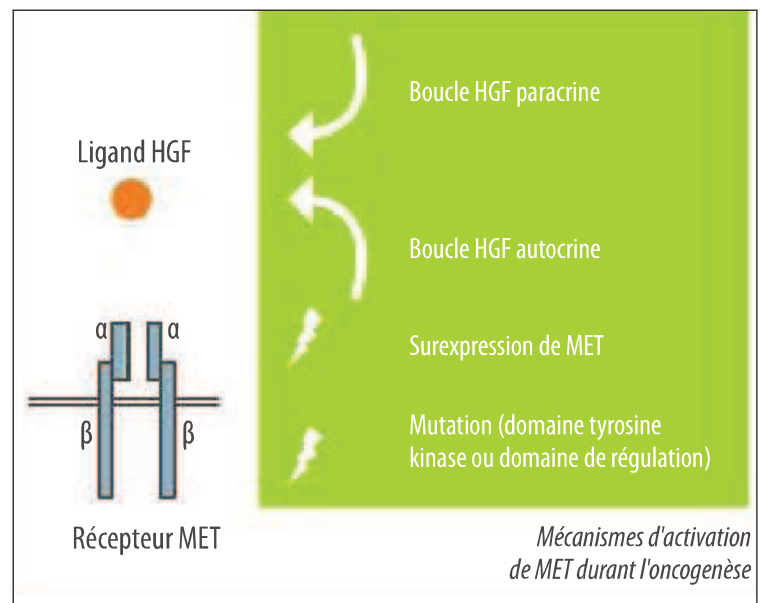 Boucle HGF paracrine
Ligand HGF
Boucle HGF autocrine
α α
Surexpression de MET
β β
Mutation (domaine tyrosine
kinase ou domaine de régulation)
Récepteur MET
Mécanismes d'activation
de MET durant l'oncogenèse